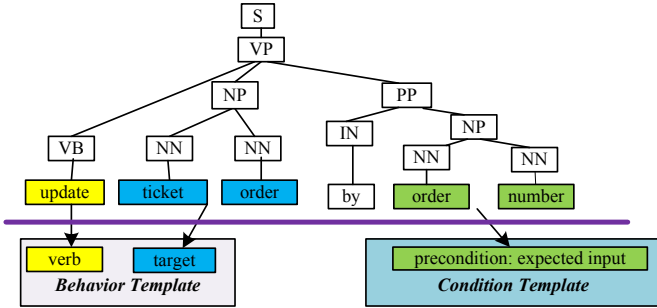 S
VP
NP PP
IN NP
VB NN NN NN NN
update ticket order by order number
verb target precondition: expected input
Behavior Template Condition Template